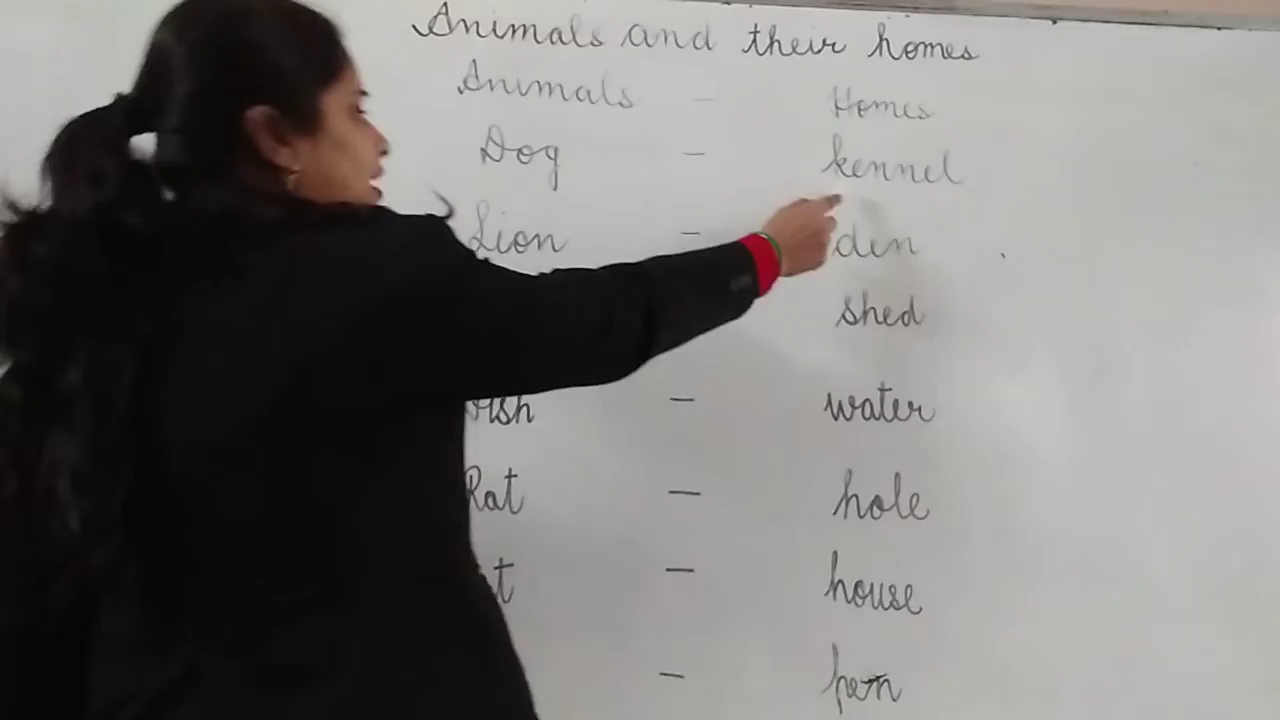 Animals and their homes
Animals - Homes
Dog - kennel
Lion - den
shed
- water
Rat - hole
- house
- pen